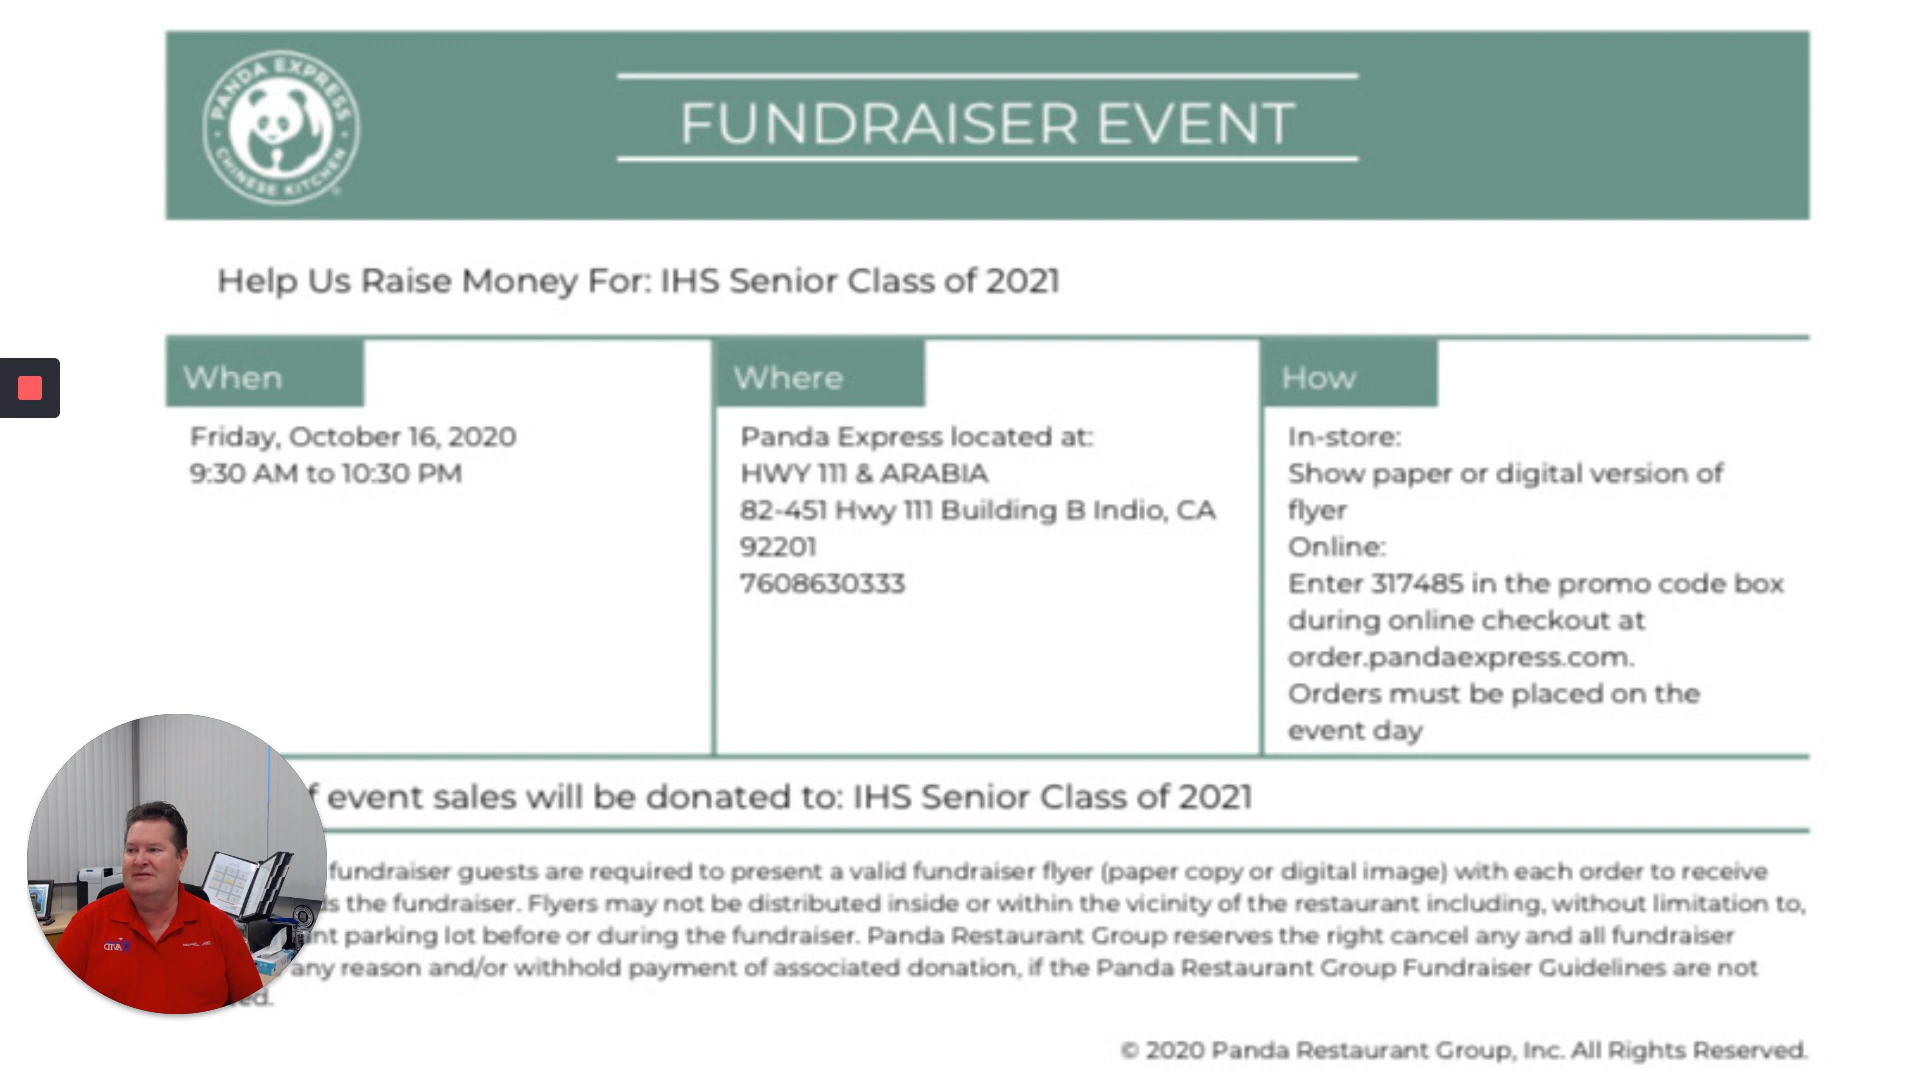 PANDA EXPRESS
CHINESE KITCHEN
FUNDRAISER EVENT
Help Us Raise Money For: IHS Senior Class of 2021
When
Friday, October 16, 2020
9:30 AM to 10:30 PM
Where
Panda Express located at:
HWY 111 & ARABIA
82-451 Hwy 111 Building B Indio, CA
92201
7608630333
How
In-store:
Show paper or digital version of
flyer
Online:
Enter 317485 in the promo code box
during online checkout at
order.pandaexpress.com.
Orders must be placed on the
event day
event sales will be donated to: IHS Senior Class of 2021
fundraiser guests are required to present a valid fundraiser flyer (paper copy or digital image) with each order to receive
the fundraiser. Flyers may not be distributed inside or within the vicinity of the restaurant including, without limitation to,
parking lot before or during the fundraiser. Panda Restaurant Group reserves the right cancel any and all fundraiser
any reason and/or withhold payment of associated donation, if the Panda Restaurant Group Fundraiser Guidelines are not
© 2020 Panda Restaurant Group, Inc. All Rights Reserved.